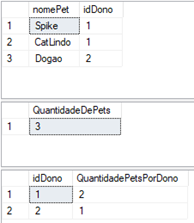 nomePet idDono
1 Spike 1
2 CatLindo 1
3 Dogao 2
QuantidadeDePets
1 3
idDono QuantidadePetsPorDono
1 1 2
2 2 1